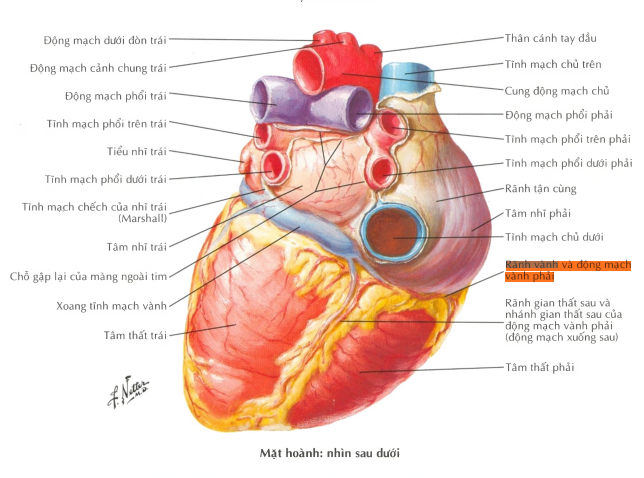 Động mạch dưới đòn trái
Động mạch cảnh chung trái
Động mạch phổi trái
Tĩnh mạch phổi trên trái
Tiểu nhĩ trái
Tĩnh mạch phổi dưới trái
Tĩnh mạch chếch của nhĩ trái
(Marshall)
Tâm nhĩ trái
Chỗ gập lại của màng ngoài tim
Xoang tĩnh mạch vành
Tâm thất trái
Thân cánh tay đầu
Tĩnh mạch chủ trên
Cung động mạch chủ
Động mạch phổi phải
Tĩnh mạch phổi trên phải
Tĩnh mạch phổi dưới phải
Rãnh tận cùng
Tâm nhĩ phải
Tĩnh mạch chủ dưới
Rãnh vành và động mạch
vành phải
Rãnh gian thất sau và
nhánh gian thất sau của
động mạch vành phải
(động mạch xuống sau)
Tâm thất phải
f. Netter
M.D.
Mặt hoành: nhìn sau dưới